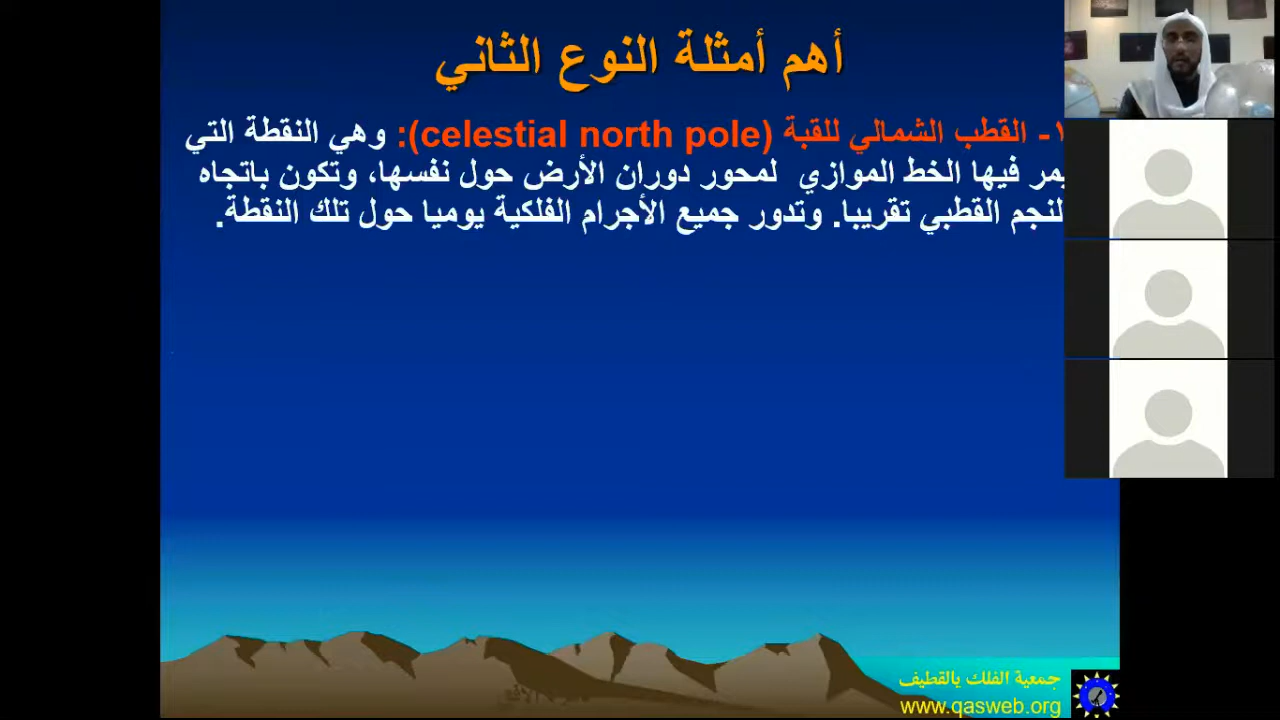 أهم أمثلة النوع الثاني
١- القطب الشمالي للقبة (celestial north pole): وهي النقطة التي
يمر فيها الخط الموازي لمحور دوران الأرض حول نفسها، وتكون باتجاه
لنجم القطبي تقريبا. وتدور جميع الأجرام الفلكية يوميا حول تلك النقطة.
جمعية الفلك بالقطيف
www.qasweb.org